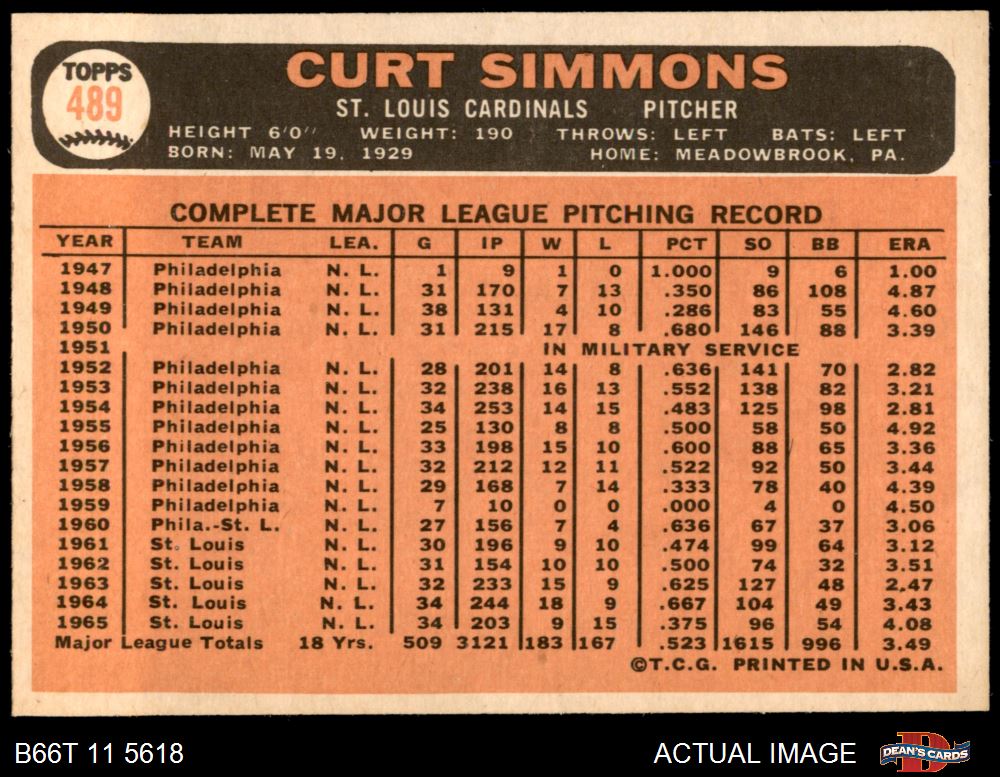 TOPPS
489
CURT SIMMONS
ST. LOUIS CARDINALS PITCHER
HEIGHT 6'0" WEIGHT: 190 THROWS: LEFT BATS: LEFT
BORN: MAY 19, 1929 HOME: MEADOWBROOK, PA.
COMPLETE MAJOR LEAGUE PITCHING RECORD
YEAR TEAM LEA. G IP W L PCT SO BB ERA
1947 Philadelphia N. L. 1 9 1 0 1.000 9 6 1.00
1948 Philadelphia N. L. 31 170 7 13 .350 86 108 4.87
1949 Philadelphia N. L. 38 131 4 10 .286 83 55 4.60
1950 Philadelphia N. L. 31 215 17 8 .680 146 88 3.39
1951 IN MILITARY SERVICE
1952 Philadelphia N. L. 28 201 14 8 .636 141 70 2.82
1953 Philadelphia N. L. 32 238 16 13 .552 138 82 3.21
1954 Philadelphia N. L. 34 253 14 15 .483 125 98 2.81
1955 Philadelphia N. L. 25 130 8 8 .500 58 50 4.92
1956 Philadelphia N. L. 33 198 15 10 .600 88 65 3.36
1957 Philadelphia N. L. 32 212 12 11 .522 92 50 3.44
1958 Philadelphia N. L. 29 168 7 14 .333 78 40 4.39
1959 Philadelphia N. L. 7 10 0 0 .000 4 0 4.50
1960 Phila.-St. L. N. L. 27 156 7 4 .636 67 37 3.06
1961 St. Louis N. L. 30 196 9 10 .474 99 64 3.12
1962 St. Louis N. L. 31 154 10 10 .500 74 32 3.51
1963 St. Louis N. L. 32 233 15 9 .625 127 48 2.47
1964 St. Louis N. L. 34 244 18 9 .667 104 49 3.43
1965 St. Louis N. L. 34 203 9 15 .375 96 54 4.08
Major League Totals 18 Yrs. 509 3121 183 167 .523 1615 996 3.49
©T.C.G. PRINTED IN U.S.A.
B66T 11 5618 ACTUAL IMAGE DEAN'S CARDS